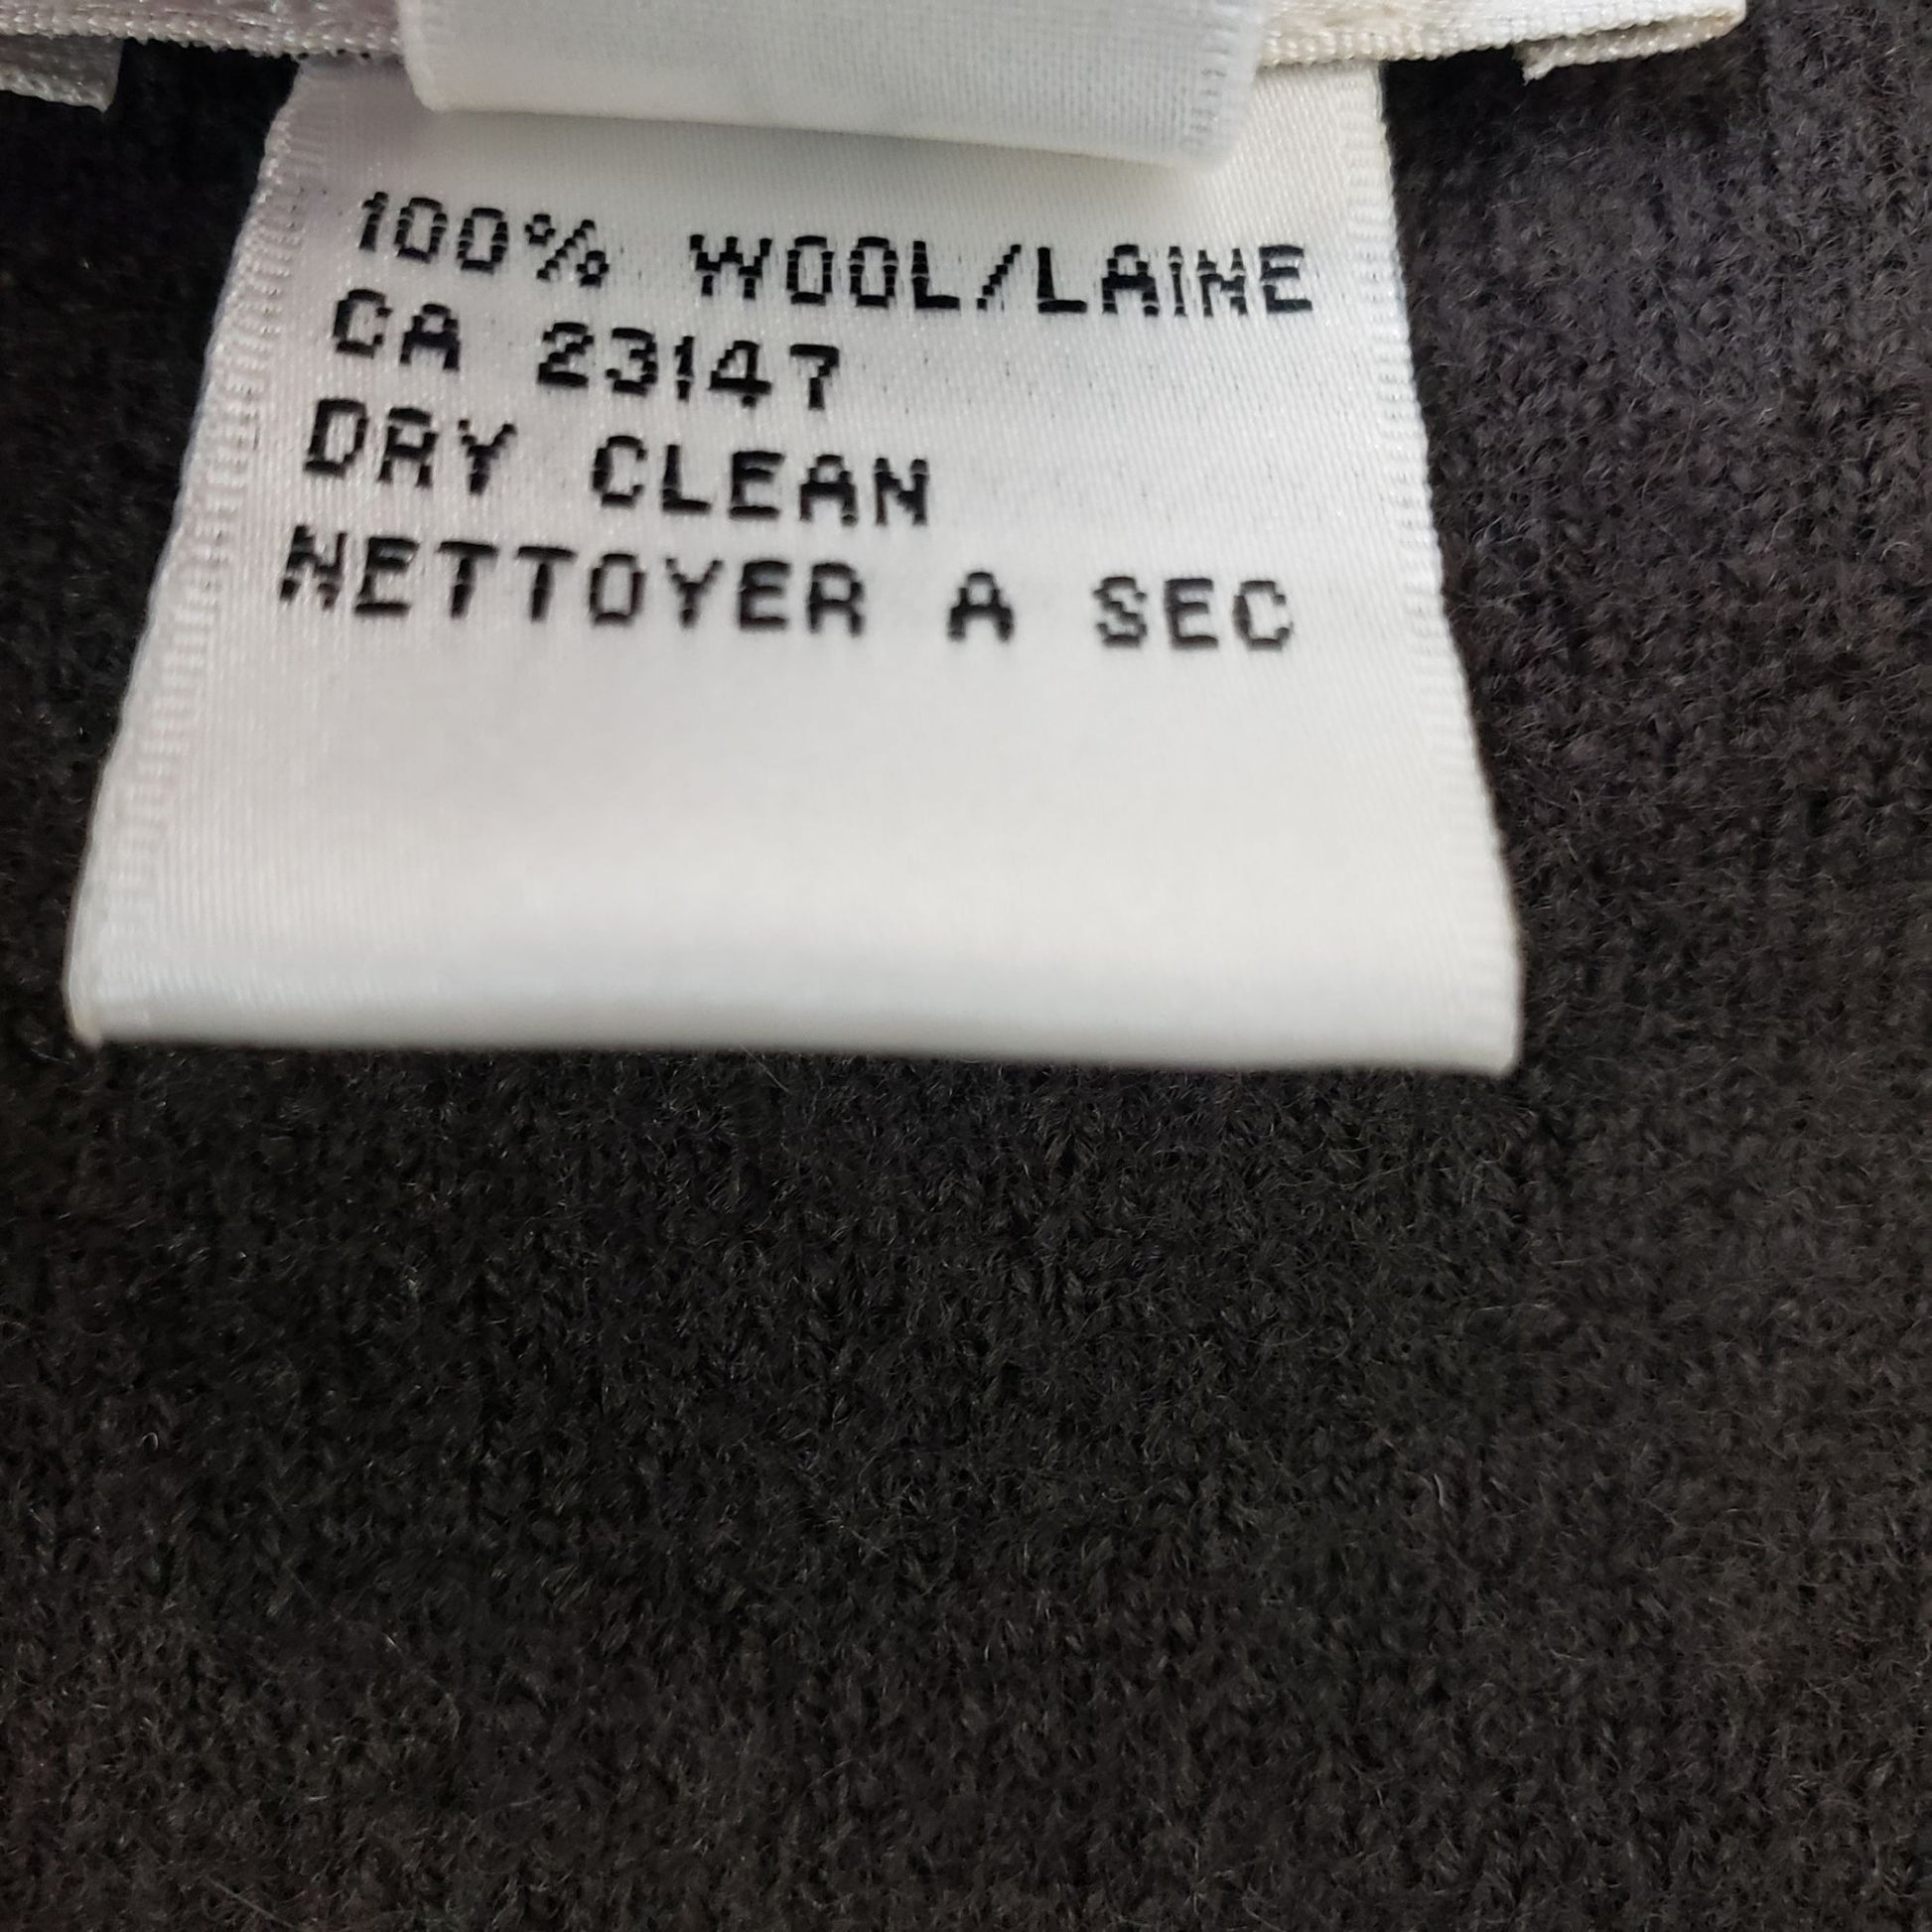 100% WOOL/LAINE
CA 23147
DRY CLEAN
NETTOYER A SEC